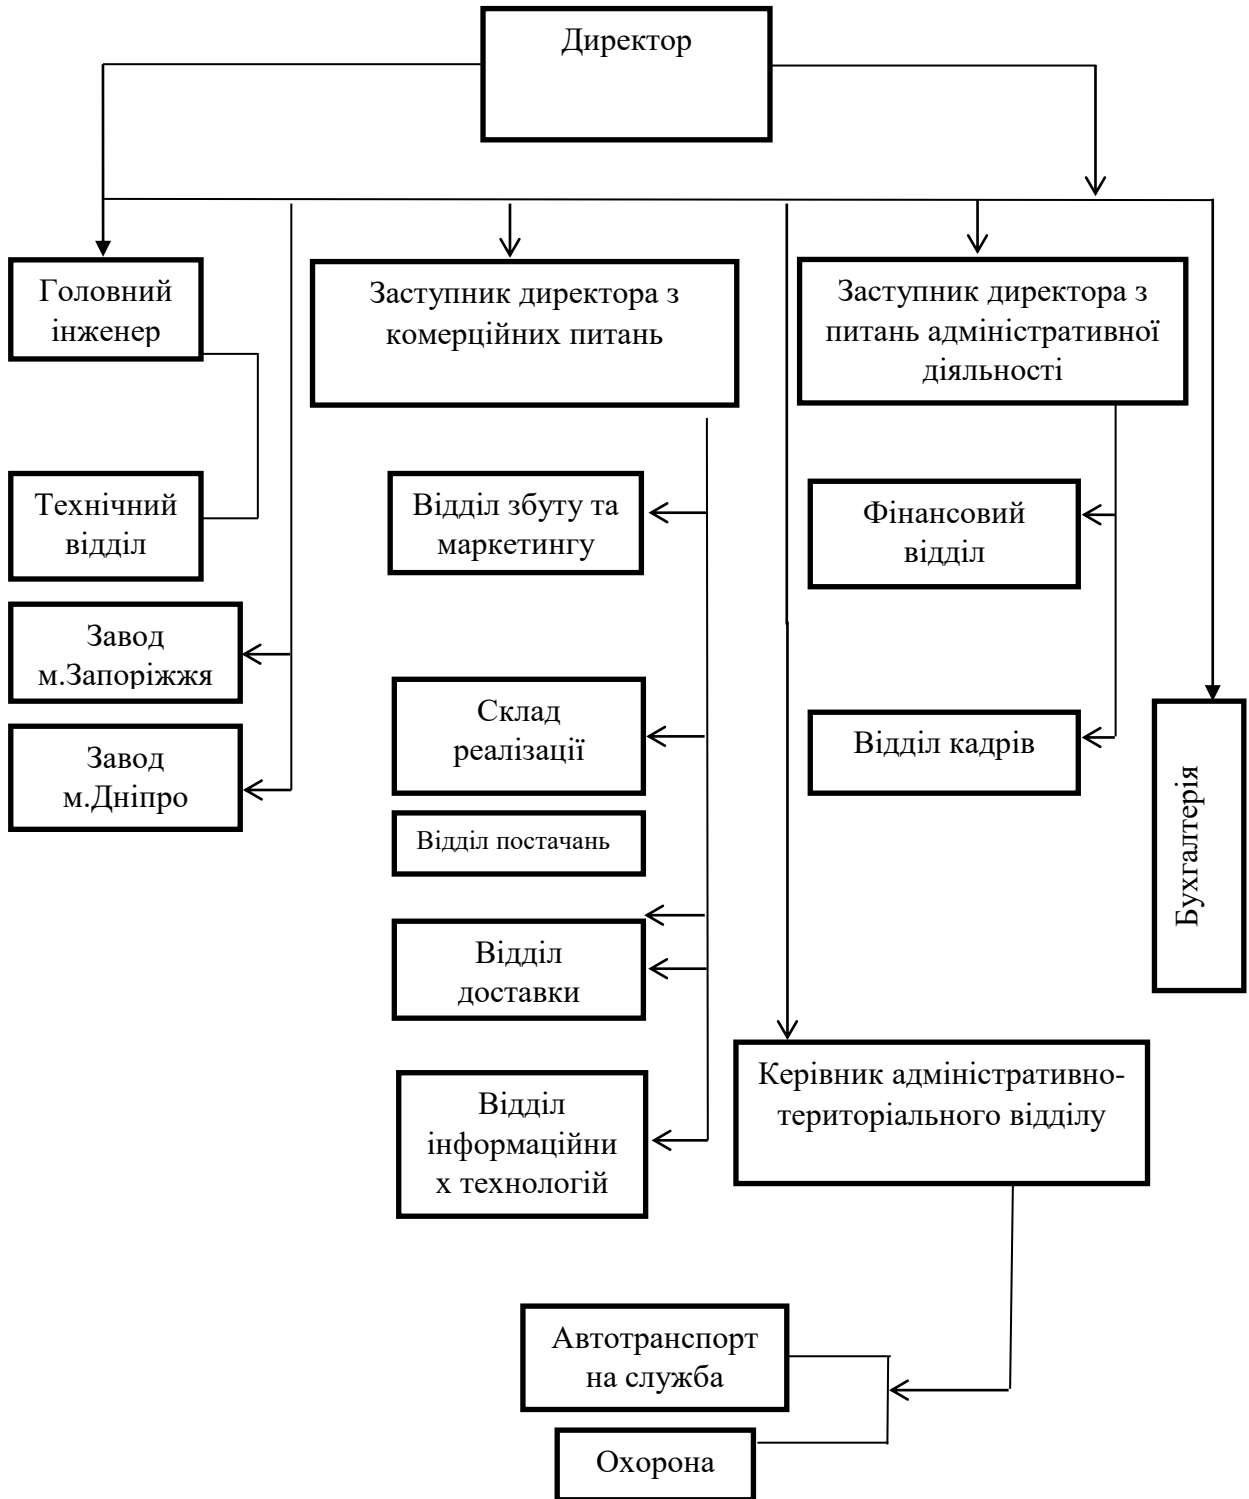 Директор
Головний
інженер
Заступник директора з
комерційних питань
Заступник директора з
питань адміністративної
діяльності
Технічний
відділ
Відділ збуту та
маркетингу
Фінансовий
відділ
Завод
м.Запоріжжя
Склад
реалізації
Відділ кадрів
Завод
м.Дніпро
Бухгалтерія
Відділ постачань
Відділ
доставки
Керівник адміністративно-
територіального відділу
Відділ
інформаційни
х технологій
Автотранспорт
на служба
Охорона